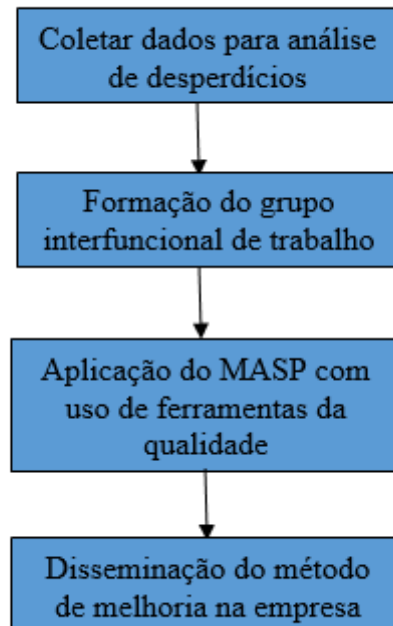 Coletar dados para análise
de desperdícios
Formação do grupo
interfuncional de trabalho
Aplicação do MASP com
uso de ferramentas da
qualidade
Disseminação do método
de melhoria na empresa